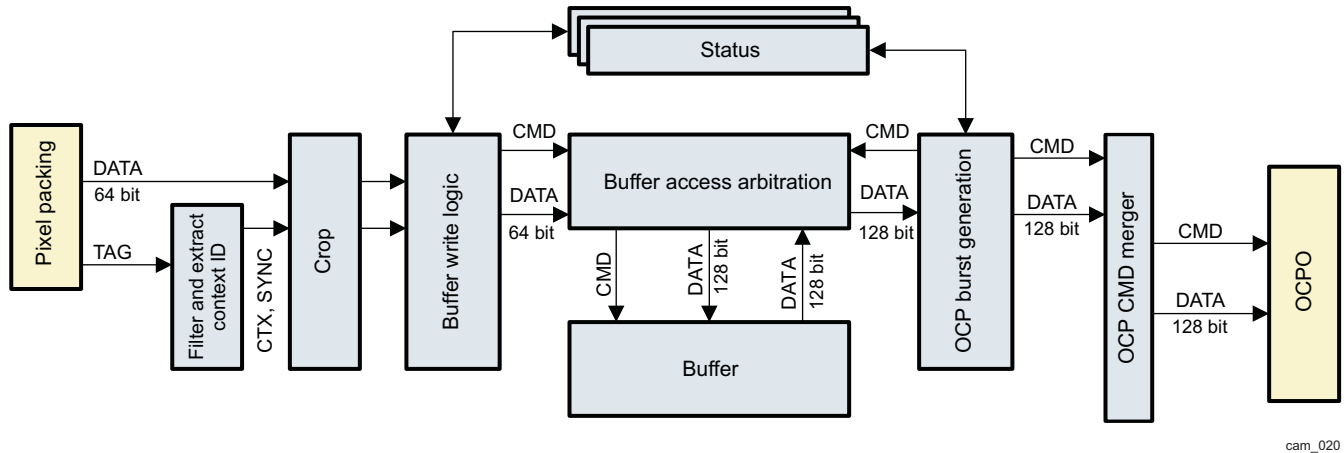 Status
Pixel packing
DATA
64 bit
TAG
Filter and extract
context ID
CTX, SYNC
Crop
Buffer write logic
CMD
DATA
64 bit
Buffer access arbitration
CMD
DATA
128 bit
DATA
128 bit
Buffer
CMD
DATA
128 bit
OCP burst generation
CMD
DATA
128 bit
OCP CMD merger
CMD
DATA
128 bit
OCPO
cam_020